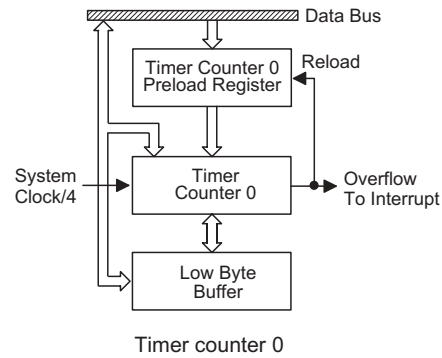 Data Bus
Timer Counter 0
Preload Register
Reload
System
Clock/4
Timer
Counter 0
Overflow
To Interrupt
Low Byte
Buffer
Timer counter 0